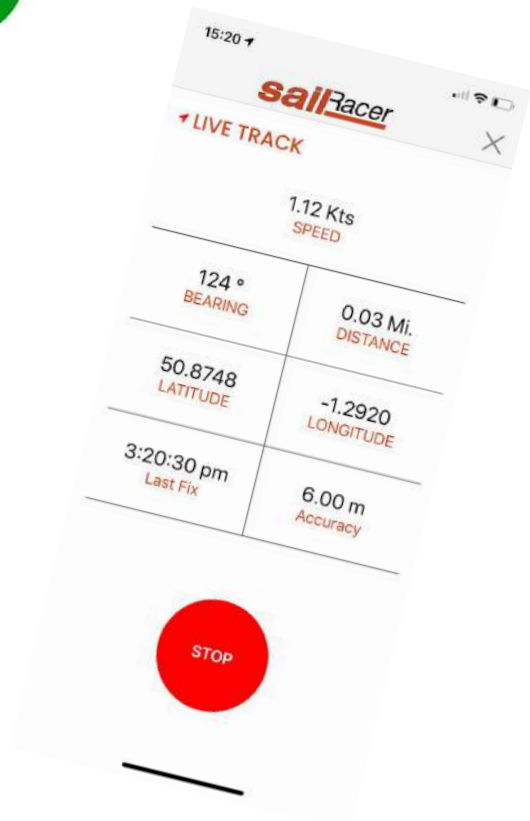 15:20
sailRacer
LIVE TRACK
1.12 Kts
SPEED
124 °
BEARING
0.03 Mi.
DISTANCE
50.8748
LATITUDE
-1.2920
LONGITUDE
3:20:30 pm
Last Fix
6.00 m
Accuracy
STOP